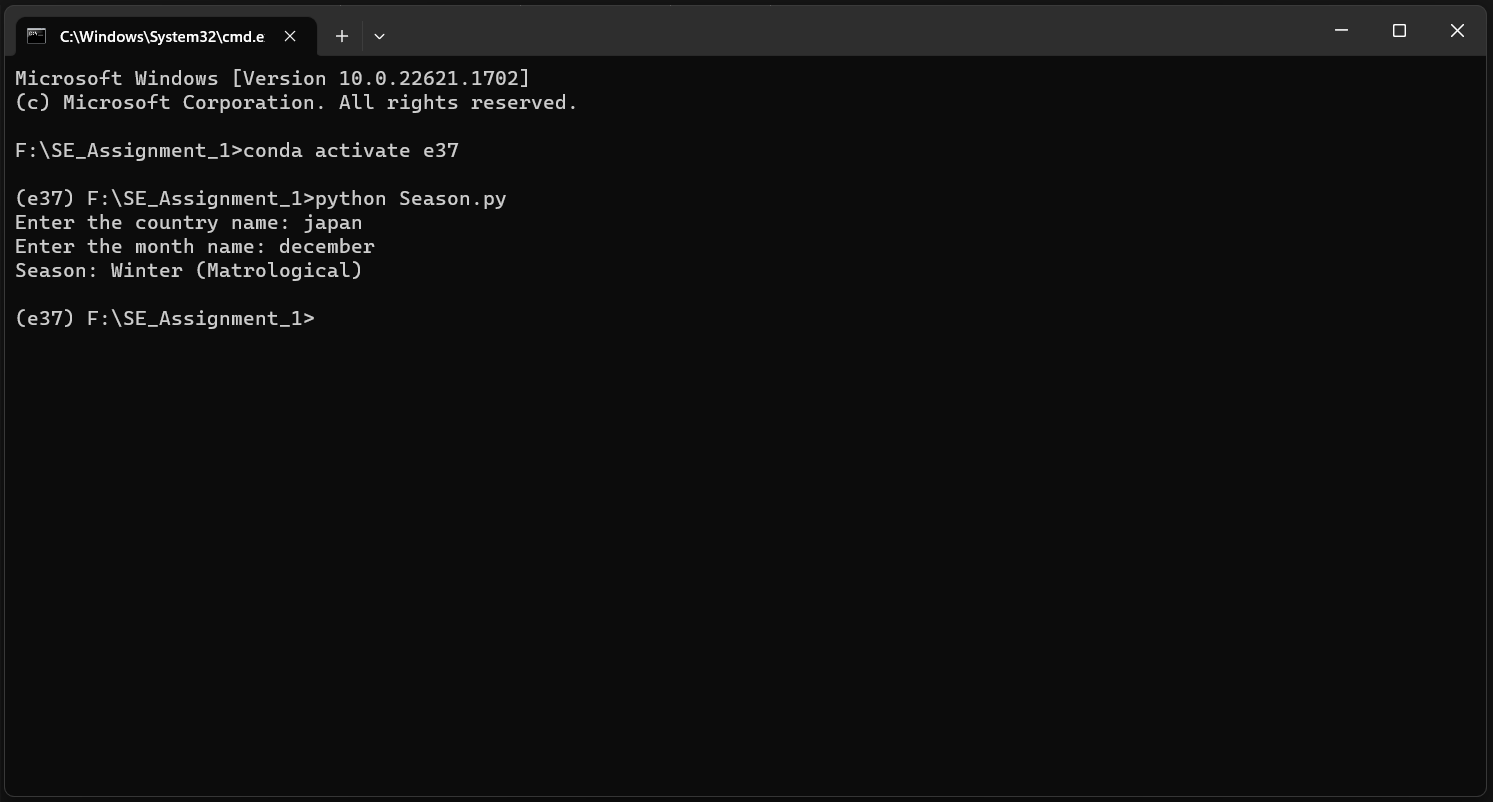 C:\Windows\System32\cmd.e
Microsoft Windows [Version 10.0.22621.1702]
(c) Microsoft Corporation. All rights reserved.
F:\SE_Assignment_1>conda activate e37
(e37) F:\SE_Assignment_1>python Season.py
Enter the country name: japan
Enter the month name: december
Season: Winter (Matrological)
(e37) F:\SE_Assignment_1>